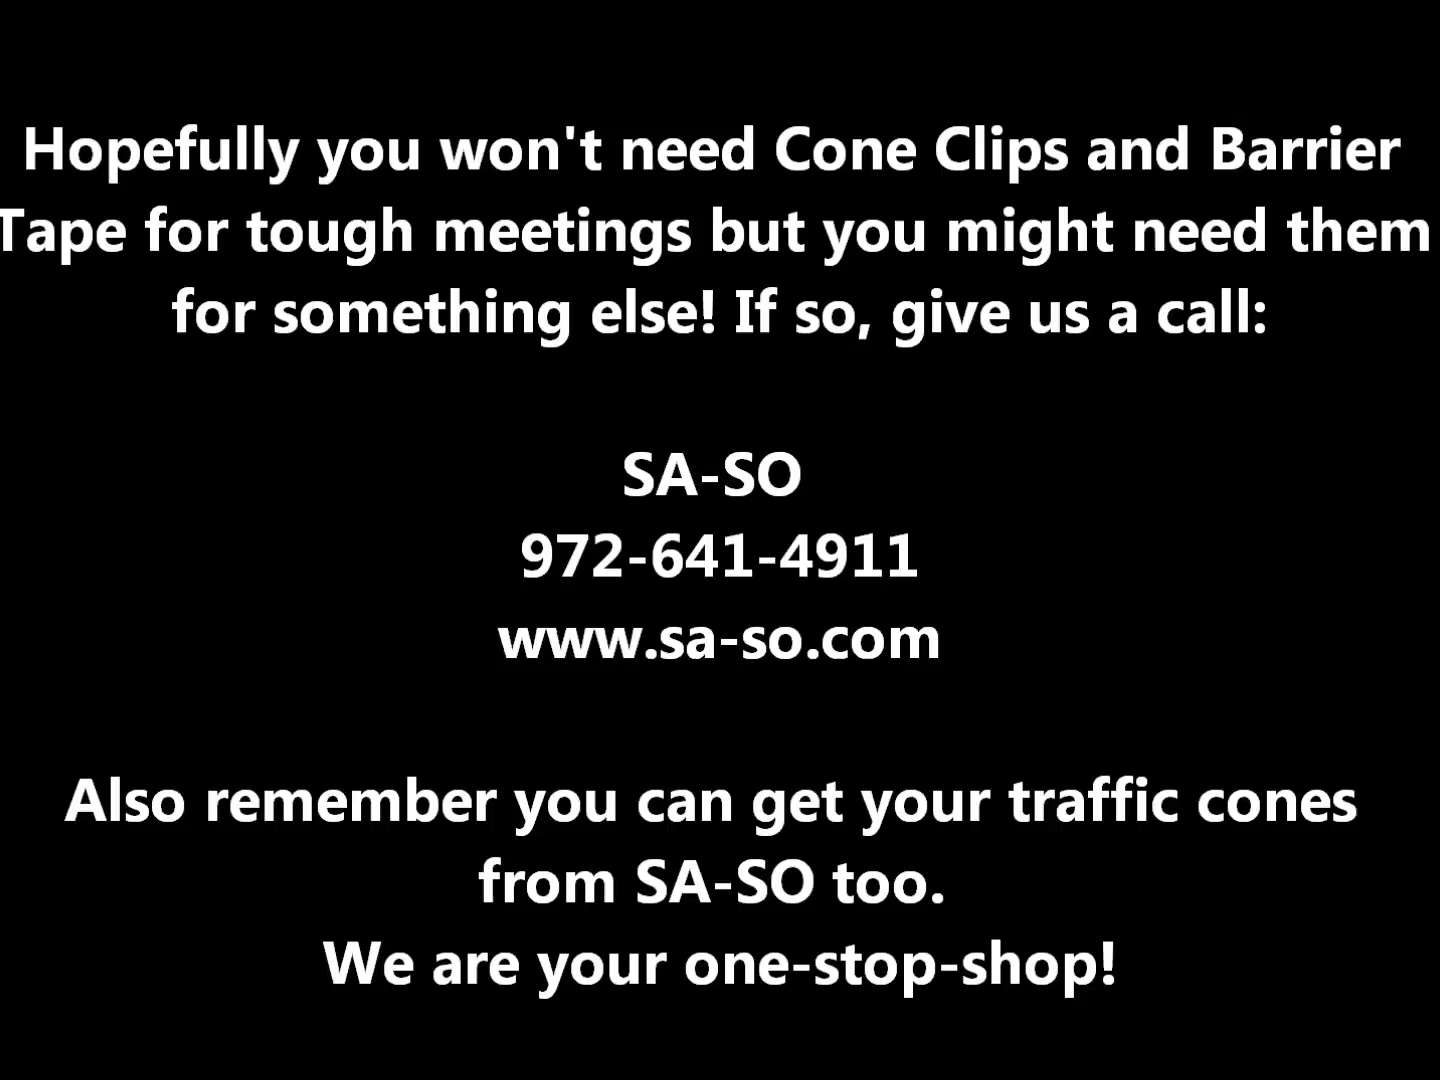 Hopefully you won't need Cone Clips and Barrier
Tape for tough meetings but you might need them
for something else! If so, give us a call:
SA-SO
972-641-4911
www.sa-so.com
Also remember you can get your traffic cones
from SA-SO too.
We are your one-stop-shop!